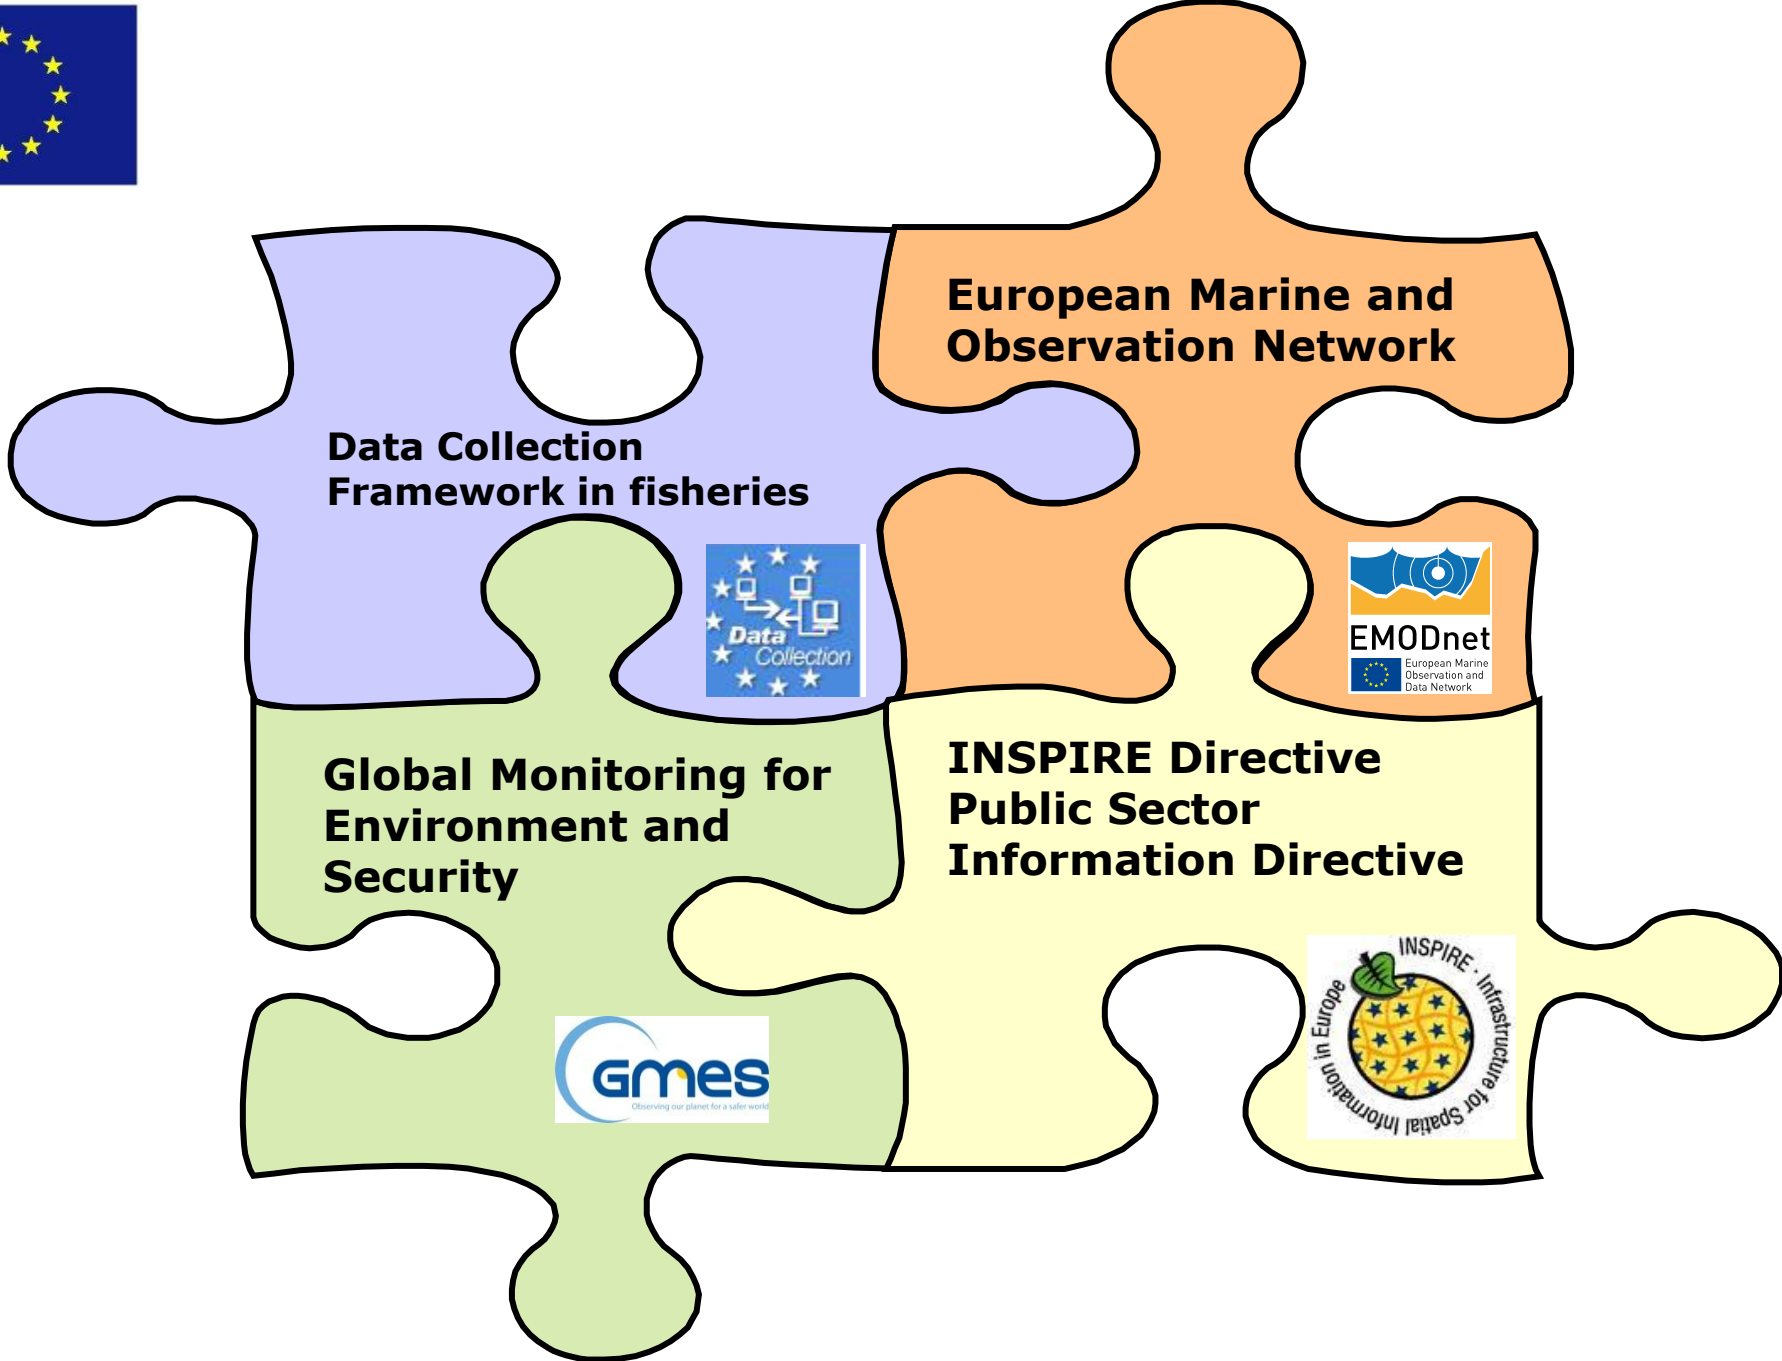 European Marine and
Observation Network
Data Collection
Framework in fisheries
Data
Collection
EMODnet
European Marine
Observation and
Data Network
Global Monitoring for
Environment and
Security
INSPIRE Directive
Public Sector
Information Directive
GMES
Observing our planet for a safer world
INSPIRE · Infrastructure for Spatial Information in Europe